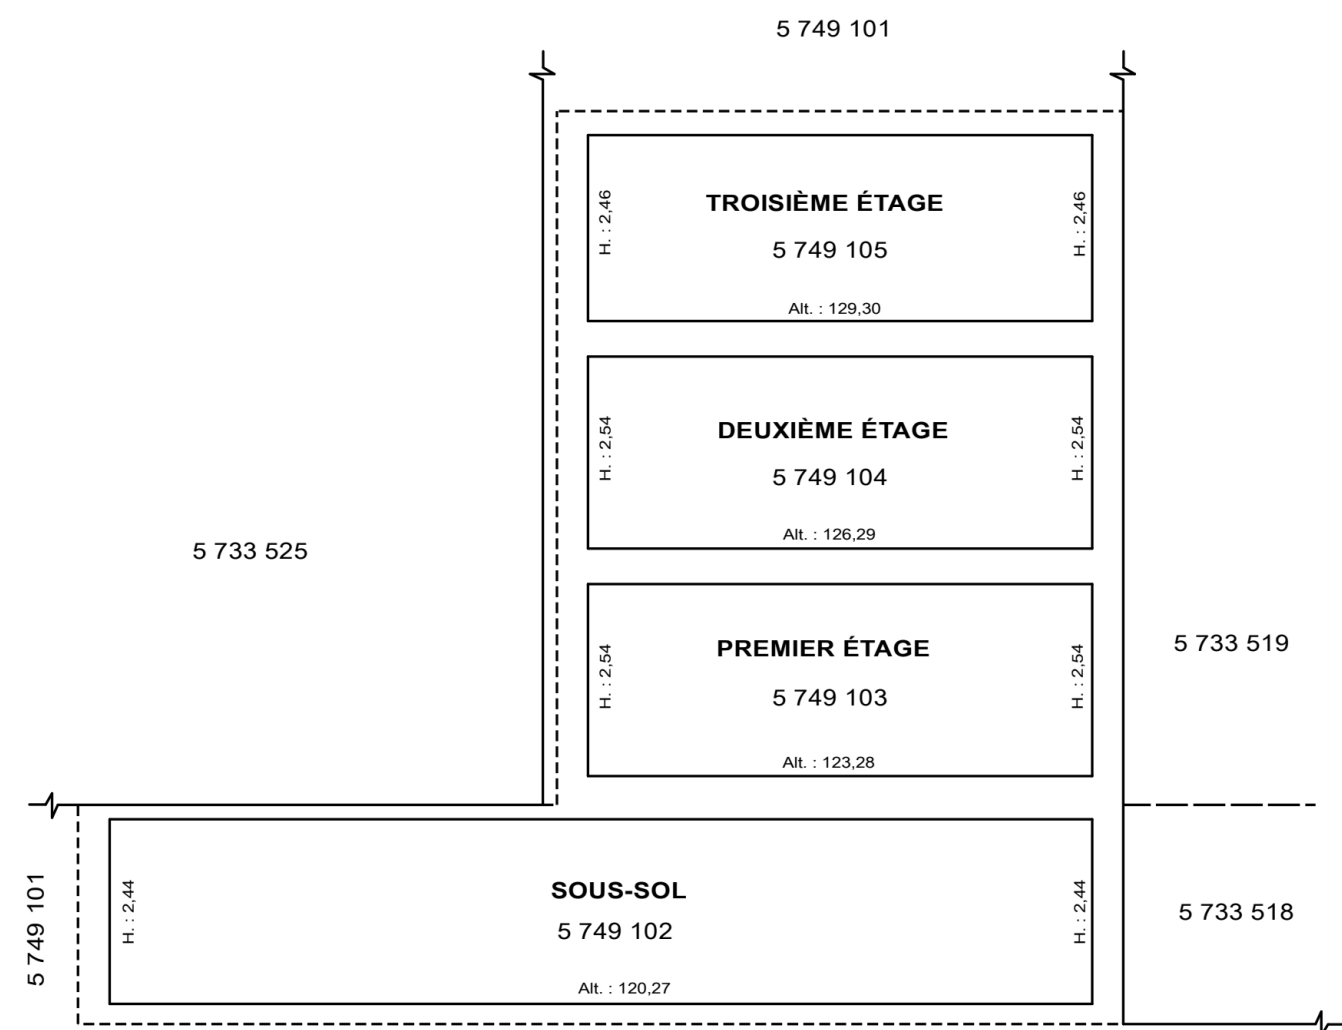 5 749 101
TROISIÈME ÉTAGE
5 749 105
H. : 2,46
H. : 2,46
Alt. : 129,30
DEUXIÈME ÉTAGE
5 749 104
H. : 2,54
H. : 2,54
Alt. : 126,29
5 733 525
PREMIER ÉTAGE
5 749 103
H. : 2,54
H. : 2,54
Alt. : 123,28
5 733 519
5 749 101
H. : 2,44
SOUS-SOL
5 749 102
H. : 2,44
Alt. : 120,27
5 733 518